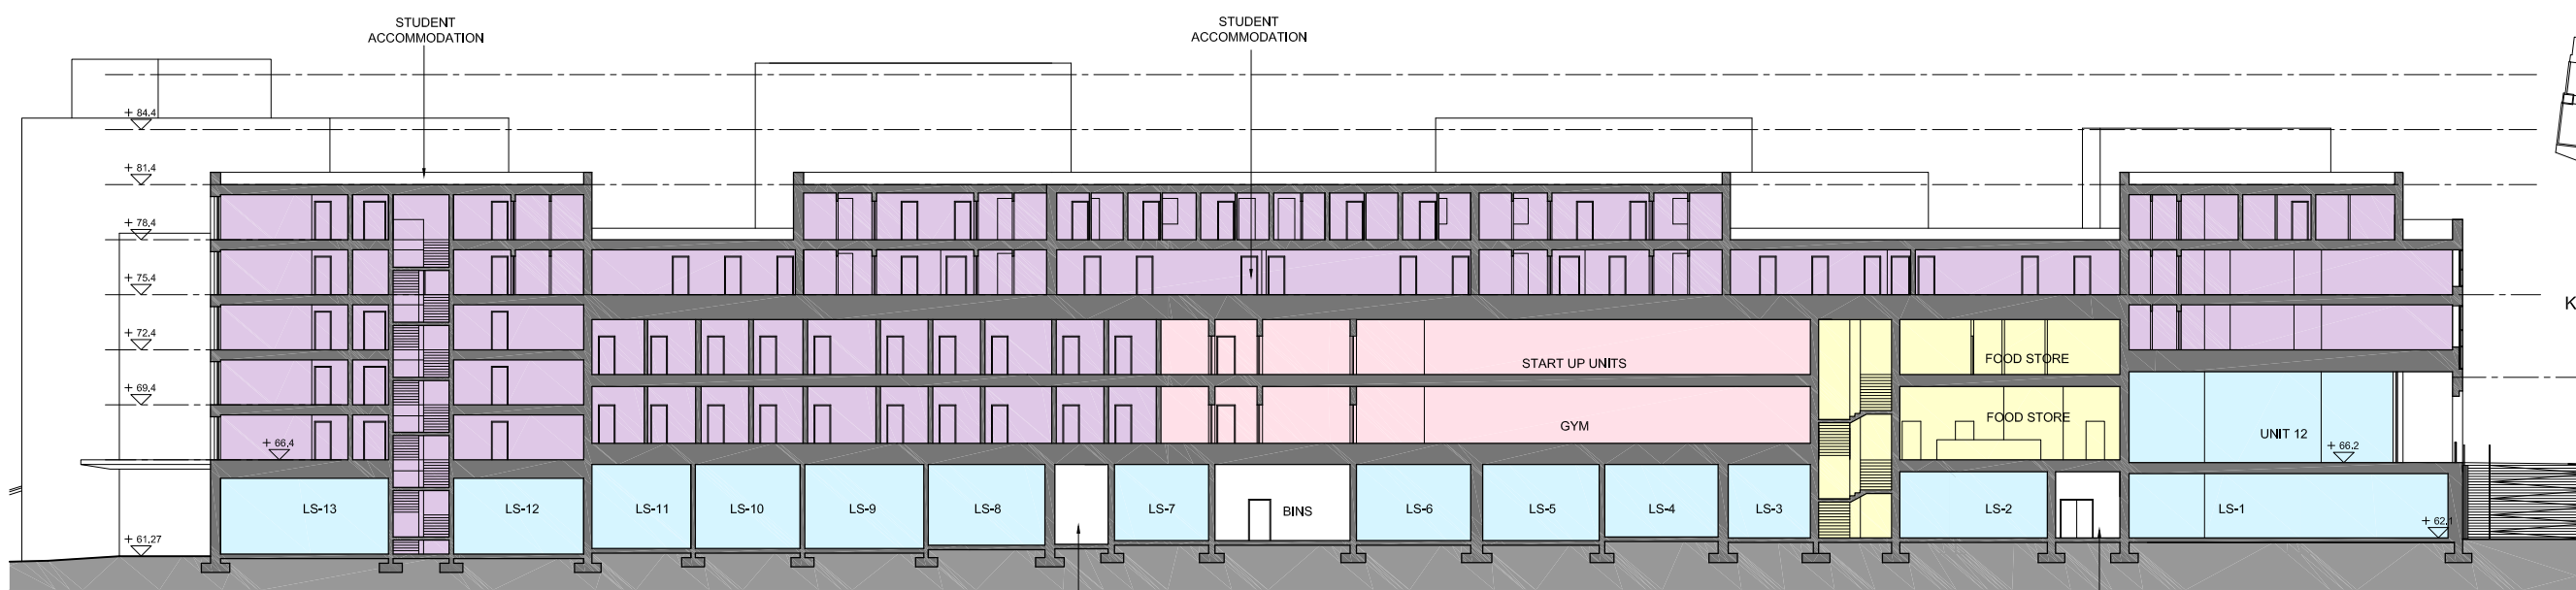 STUDENT
ACCOMMODATION
STUDENT
ACCOMMODATION
+ 84.4
+ 81.4
+ 78.4
+ 75.4
K
+ 72.4
START UP UNITS
FOOD STORE
+ 69.4
FOOD STORE
GYM
UNIT 12
+ 66.4
+ 66.2
LS-13
LS-12
LS-11
LS-10
LS-9
LS-8
LS-7
BINS
LS-6
LS-5
LS-4
LS-3
LS-2
LS-1
+ 62.1
+ 61.27